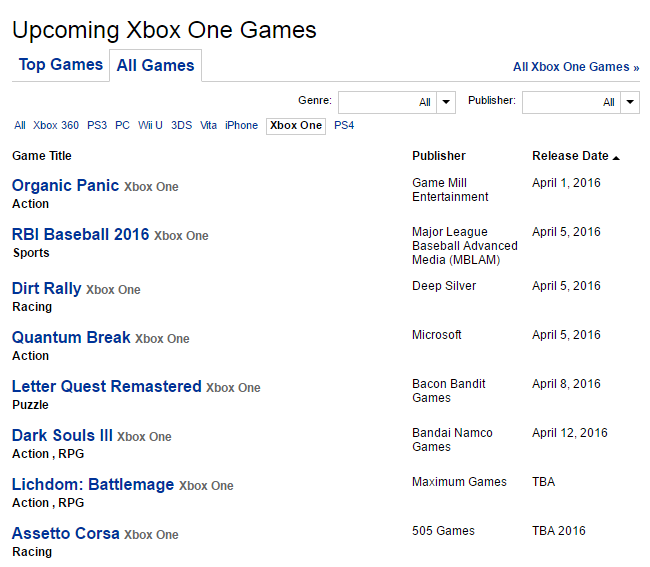 Upcoming Xbox One Games
Top Games All Games All Xbox One Games »
Genre: All Publisher: All
All Xbox 360 PS3 PC Wii U 3DS Vita iPhone Xbox One PS4
Game Title Publisher Release Date
Organic Panic Xbox One Game Mill April 1, 2016
Action Entertainment
RBI Baseball 2016 Xbox One Major League April 5, 2016
Sports Baseball Advanced
Media (MBLAM)
Dirt Rally Xbox One Deep Silver April 5, 2016
Racing
Quantum Break Xbox One Microsoft April 5, 2016
Action
Letter Quest Remastered Xbox One Bacon Bandit April 8, 2016
Puzzle Games
Dark Souls III Xbox One Bandai Namco April 12, 2016
Action , RPG Games
Lichdom: Battlemage Xbox One Maximum Games TBA
Action , RPG
Assetto Corsa Xbox One 505 Games TBA 2016
Racing